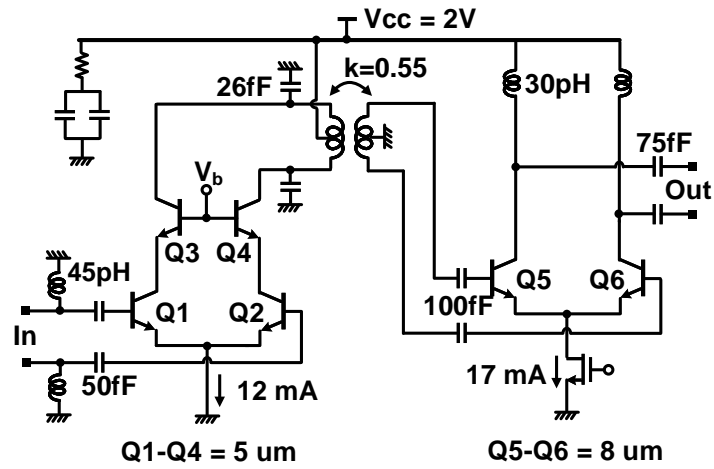 Vcc = 2V
26fF
k=0.55
30pH
75fF
Vb
Out
Q3
Q4
45pH
Q1
Q2
Q5
Q6
100fF
In
50fF
12 mA
17 mA
Q1-Q4 = 5 um
Q5-Q6 = 8 um